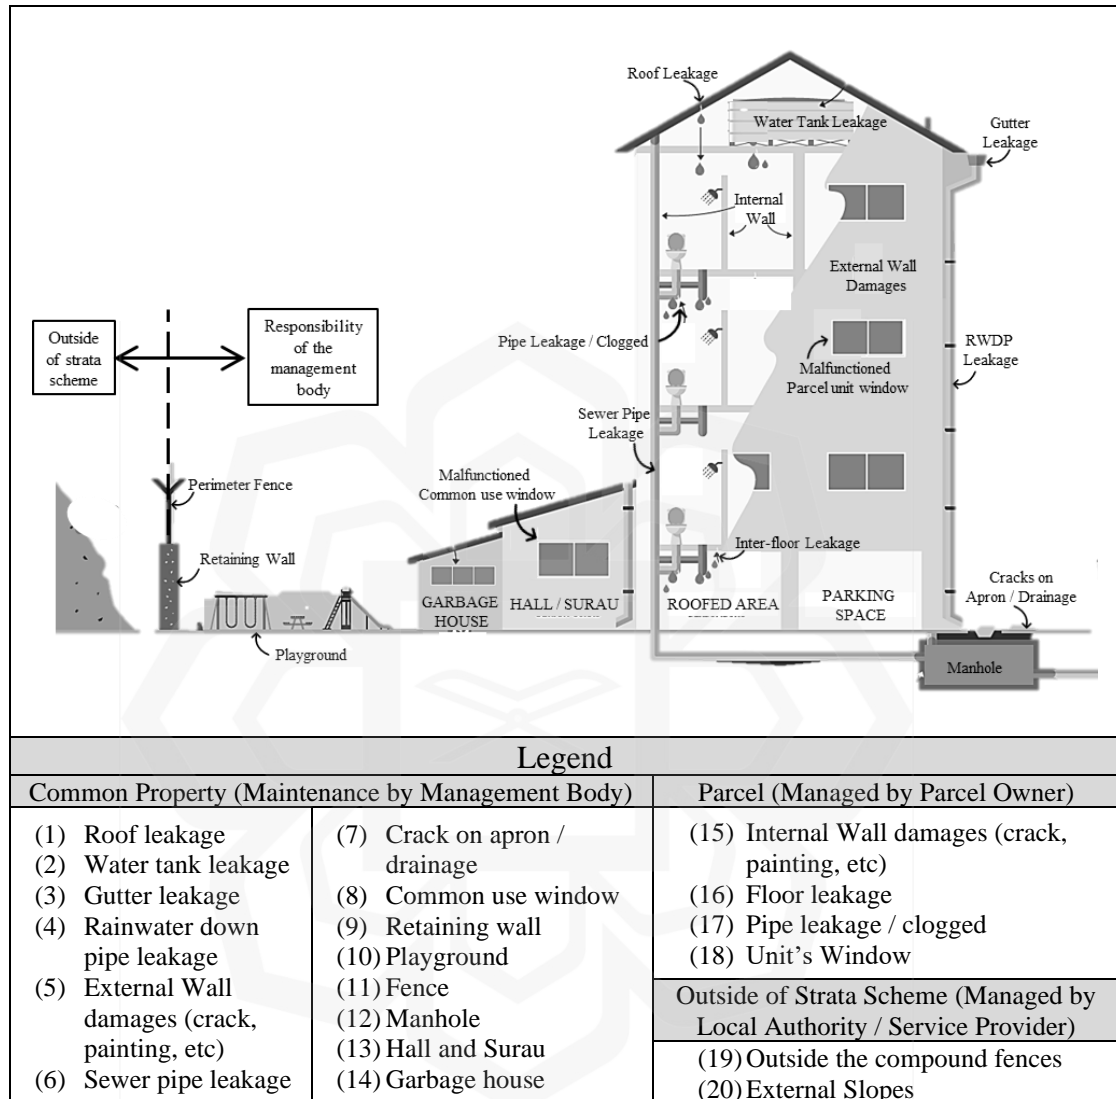 Roof Leakage
Water Tank Leakage
Gutter
Leakage
Internal
Wall
External Wall
Damages
Outside
of strata
scheme
Responsibility
of the
management
body
Pipe Leakage / Clogged
Malfunctioned
Parcel unit window
RWDP
Leakage
Sewer Pipe
Leakage
Malfunctioned
Common use window
Perimeter Fence
Retaining Wall
Inter-floor Leakage
GARBAGE
HOUSE
HALL / SURAU
ROOFED AREA
PARKING
SPACE
Cracks on
Apron / Drainage
Playground
Manhole
Legend
Common Property (Maintenance by Management Body)
(1) Roof leakage
(2) Water tank leakage
(3) Gutter leakage
(4) Rainwater down
pipe leakage
(5) External Wall
damages (crack,
painting, etc)
(6) Sewer pipe leakage
(7) Crack on apron /
drainage
(8) Common use window
(9) Retaining wall
(10) Playground
(11) Fence
(12) Manhole
(13) Hall and Surau
(14) Garbage house
Parcel (Managed by Parcel Owner)
(15) Internal Wall damages (crack,
painting, etc)
(16) Floor leakage
(17) Pipe leakage / clogged
(18) Unit’s Window
Outside of Strata Scheme (Managed by
Local Authority / Service Provider)
(19) Outside the compound fences
(20) External Slopes